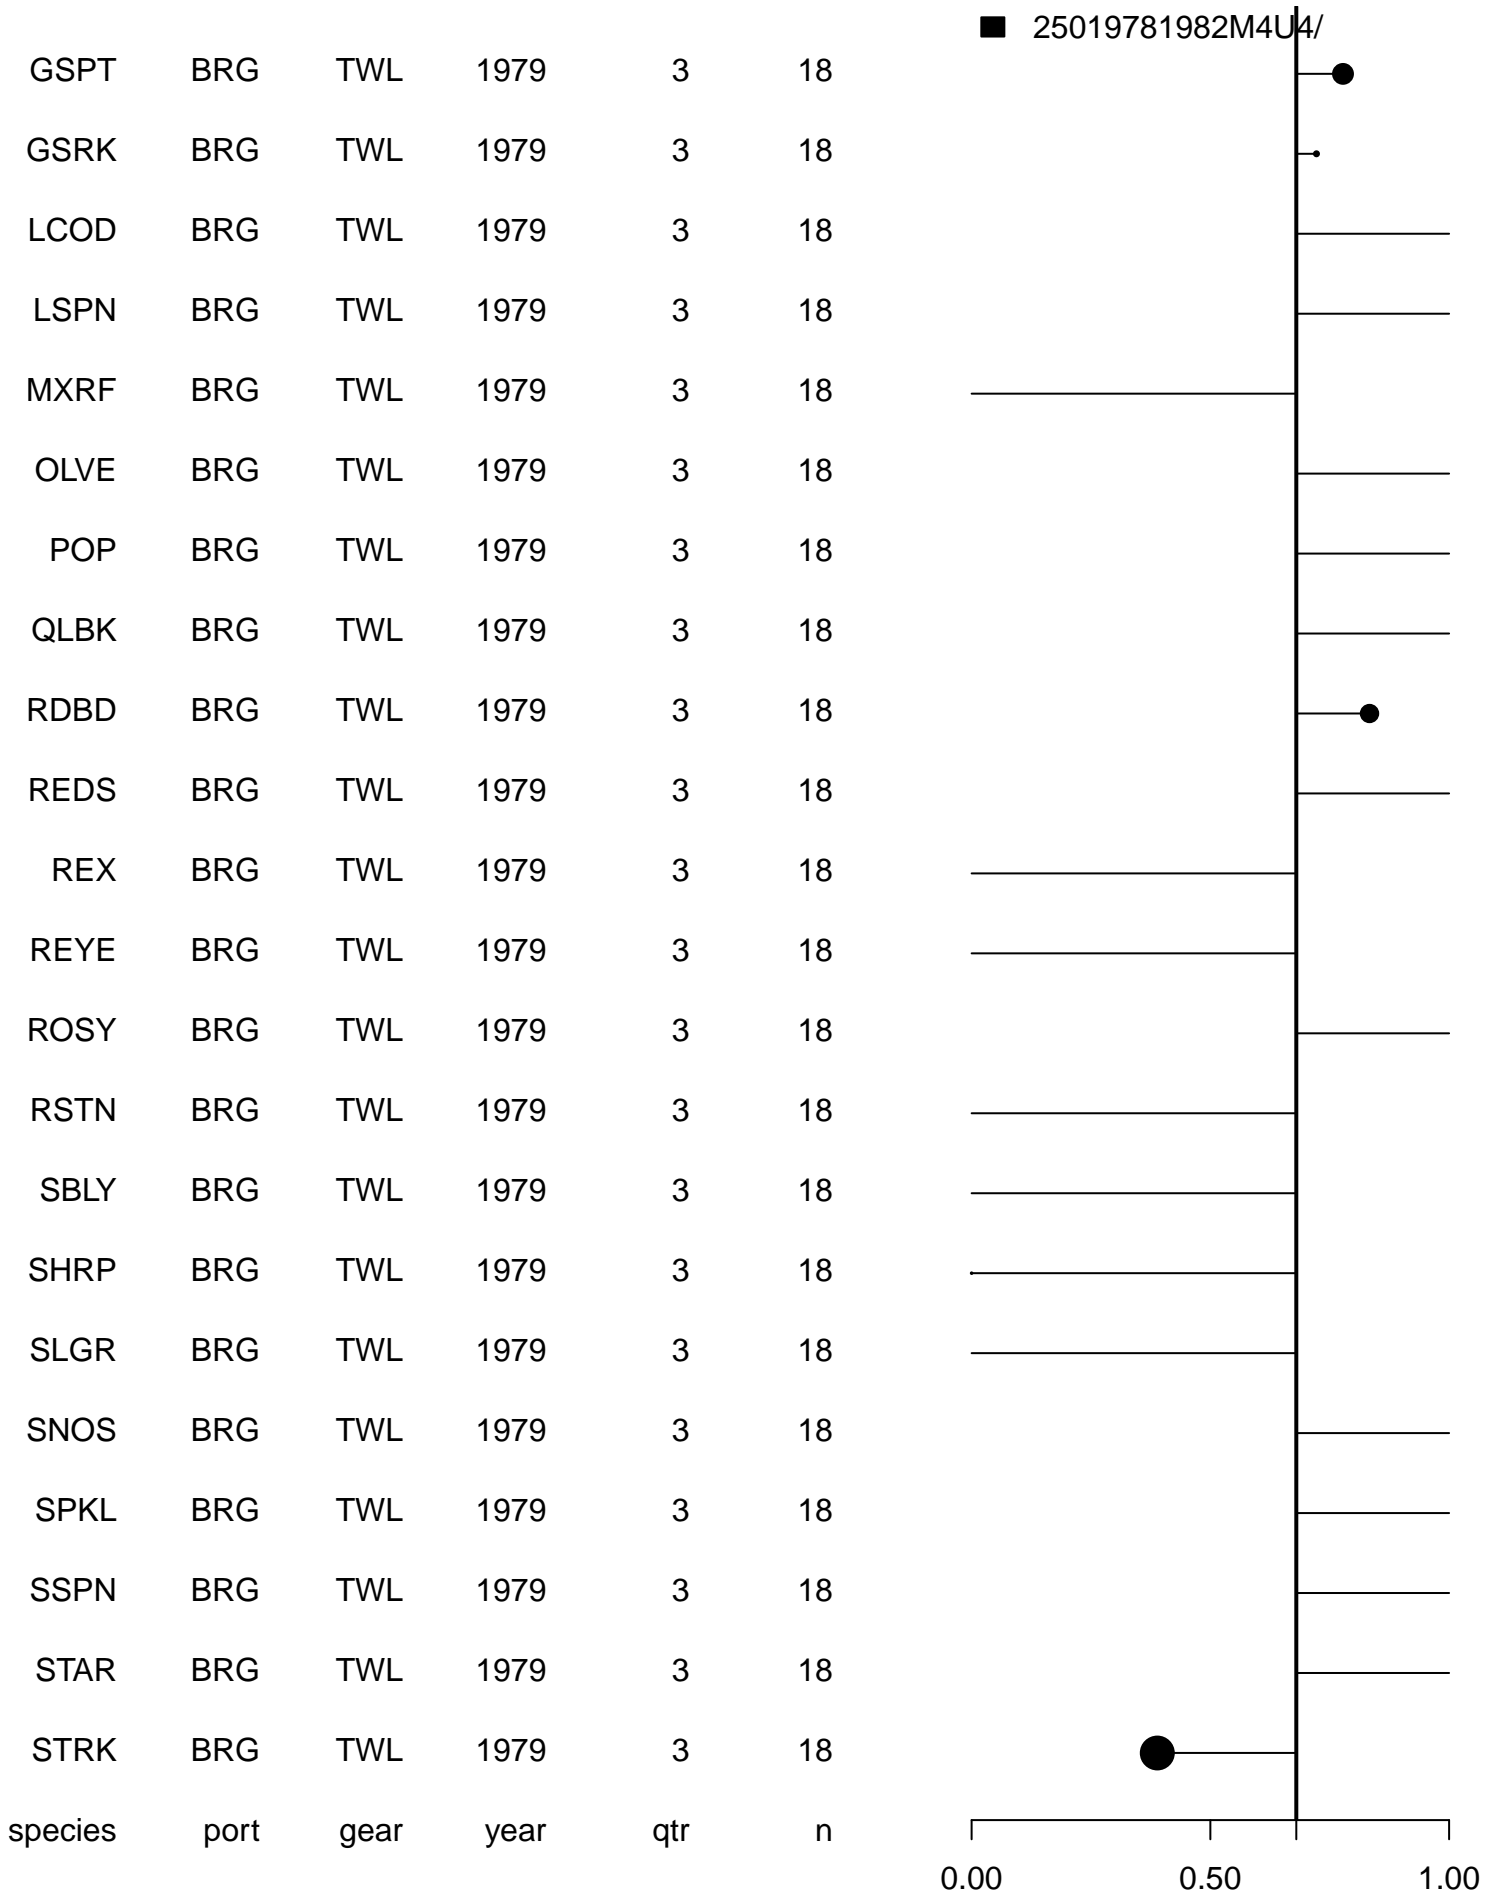 25019781982M4U4/
GSPT BRG TWL 1979 3 18
GSRK BRG TWL 1979 3 18
LCOD BRG TWL 1979 3 18
LSPN BRG TWL 1979 3 18
MXRF BRG TWL 1979 3 18
OLVE BRG TWL 1979 3 18
POP BRG TWL 1979 3 18
QLBK BRG TWL 1979 3 18
RDBD BRG TWL 1979 3 18
REDS BRG TWL 1979 3 18
REX BRG TWL 1979 3 18
REYE BRG TWL 1979 3 18
ROSY BRG TWL 1979 3 18
RSTN BRG TWL 1979 3 18
SBLY BRG TWL 1979 3 18
SHRP BRG TWL 1979 3 18
SLGR BRG TWL 1979 3 18
SNOS BRG TWL 1979 3 18
SPKL BRG TWL 1979 3 18
SSPN BRG TWL 1979 3 18
STAR BRG TWL 1979 3 18
STRK BRG TWL 1979 3 18
species port gear year qtr n
0.00 0.50 1.00